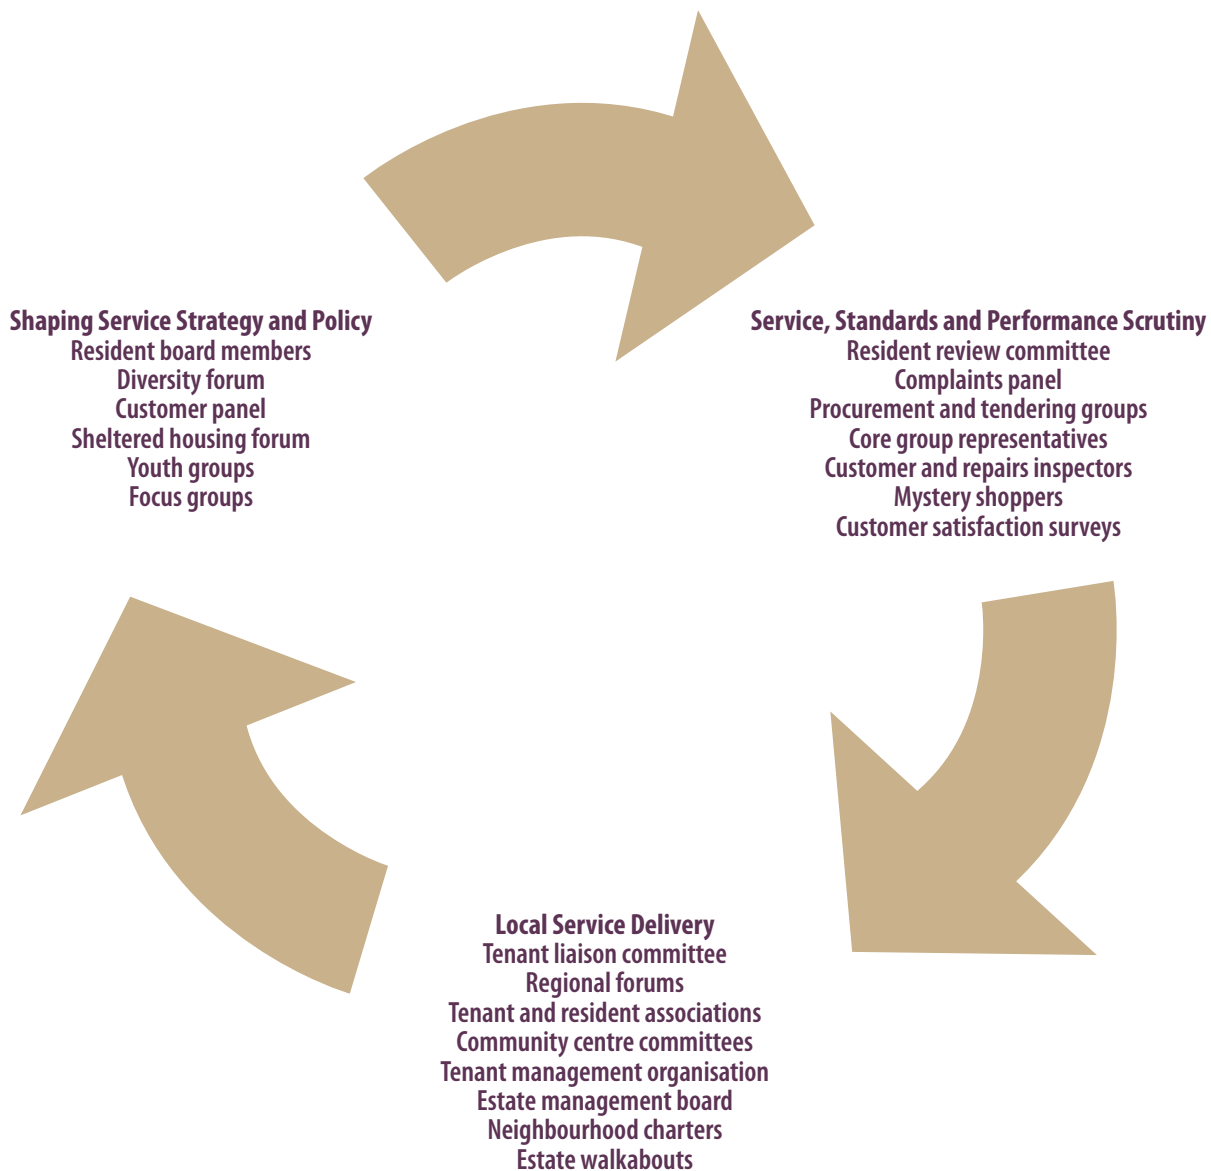 Shaping Service Strategy and Policy
Resident board members
Diversity forum
Customer panel
Sheltered housing forum
Youth groups
Focus groups
Service, Standards and Performance Scrutiny
Resident review committee
Complaints panel
Procurement and tendering groups
Core group representatives
Customer and repairs inspectors
Mystery shoppers
Customer satisfaction surveys
Local Service Delivery
Tenant liaison committee
Regional forums
Tenant and resident associations
Community centre committees
Tenant management organisation
Estate management board
Neighbourhood charters
Estate walkabouts